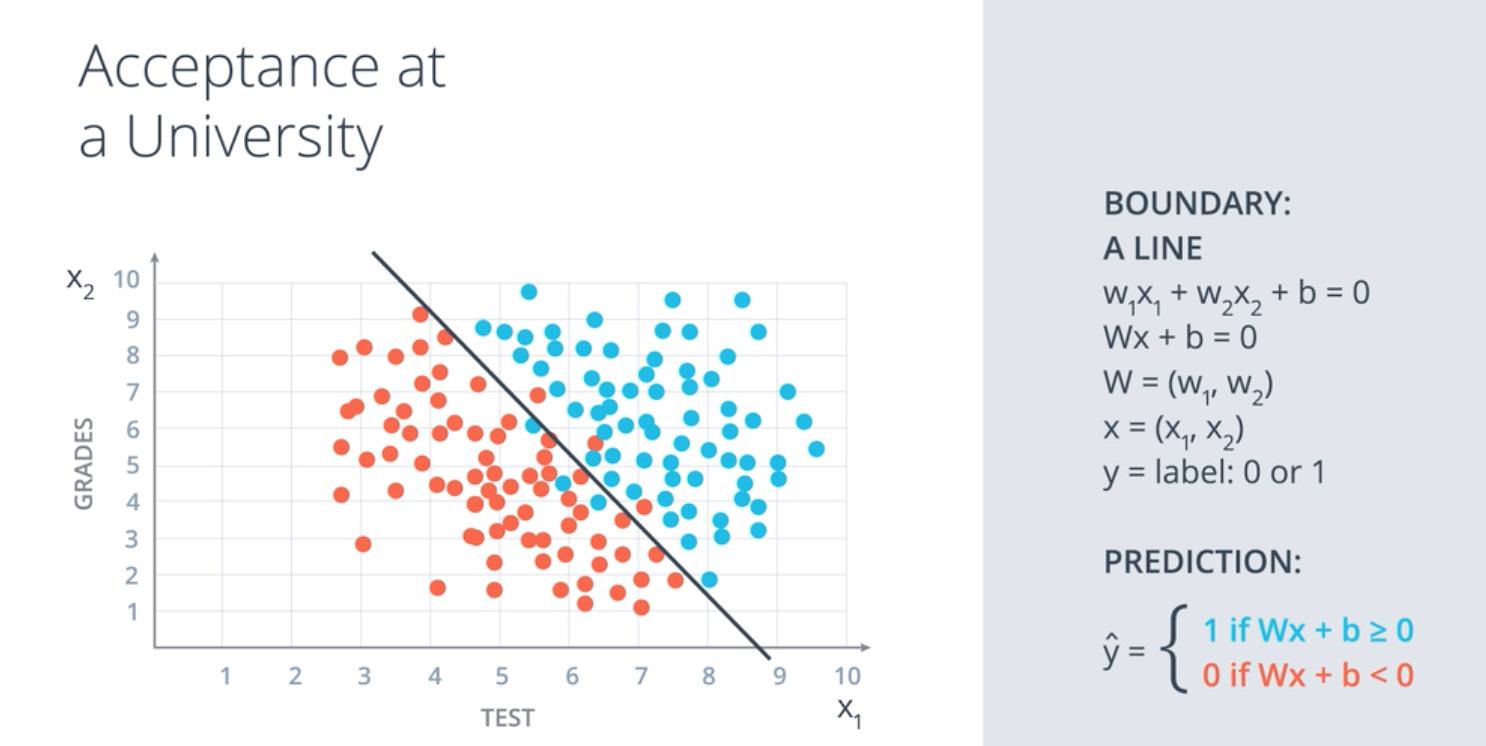 Acceptance at
a University
x₂
10
9
8
7
6
5
4
3
2
1
GRADES
1 2 3 4 5 6 7 8 9 10
TEST
x₁
BOUNDARY:
A LINE
w₁x₁ + w₂x₂ + b = 0
Wx + b = 0
W = (w₁, w₂)
x = (x₁, x₂)
y = label: 0 or 1
PREDICTION:
ŷ = { 1 if Wx + b ≥ 0
0 if Wx + b < 0